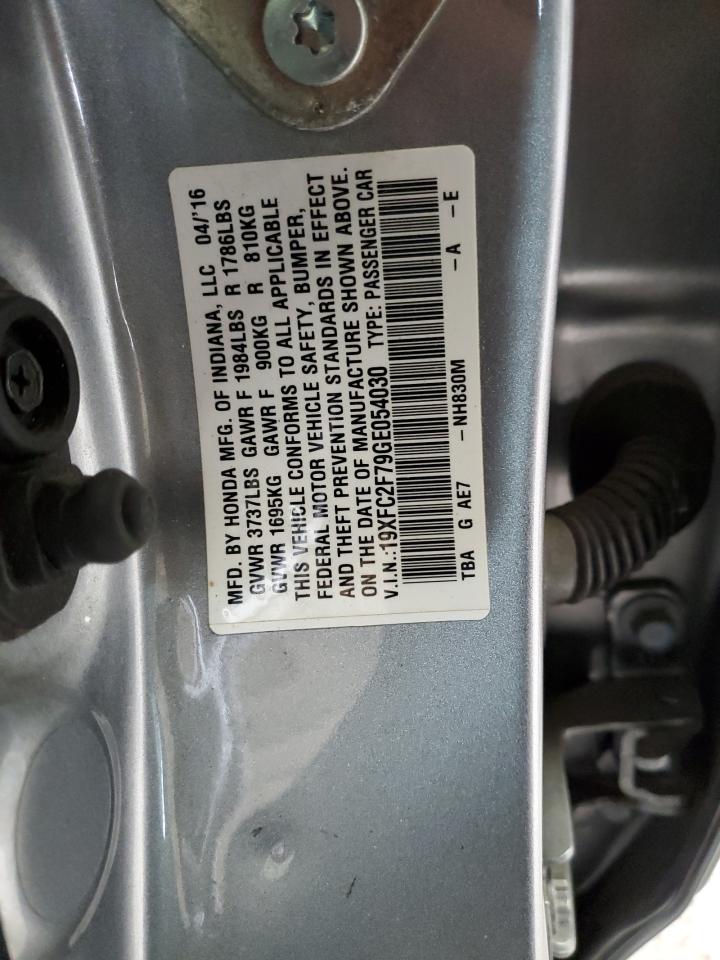 MFD. BY HONDA MFG. OF INDIANA, LLC 04/'16
GVWR 3737LBS GAWR F 1984LBS R 1786LBS
GVWR 1695KG GAWR F 900KG R 810KG
THIS VEHICLE CONFORMS TO ALL APPLICABLE
FEDERAL MOTOR VEHICLE SAFETY, BUMPER,
AND THEFT PREVENTION STANDARDS IN EFFECT
ON THE DATE OF MANUFACTURE SHOWN ABOVE.
V.I.N.:19XFC2F79GE054030 TYPE: PASSENGER CAR
TBA G AE7 - NH830M - A - E